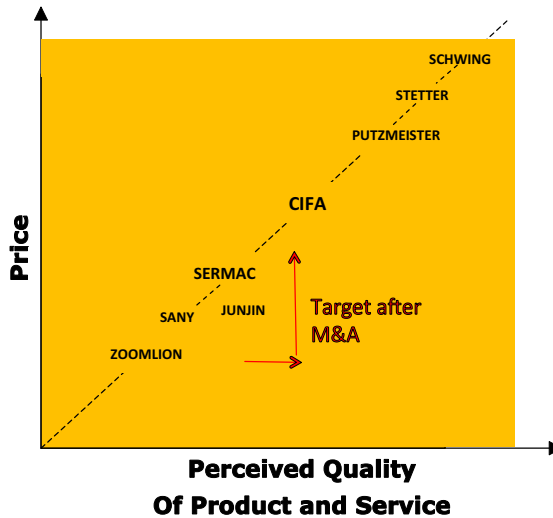 SCHWING
STETTER
PUTZMEISTER
CIFA
SERMAC
JUNJIN
SANY
ZOOMLION
Target after
M&A
Price
Perceived Quality
Of Product and Service